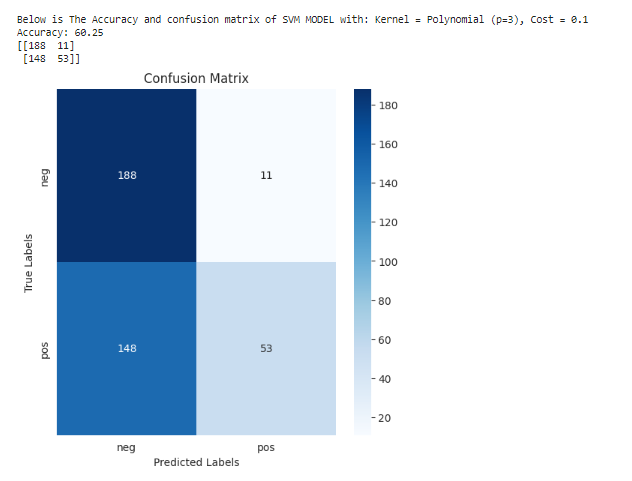 Below is The Accuracy and confusion matrix of SVM MODEL with: Kernel = Polynomial (p=3), Cost = 0.1
Accuracy: 60.25
[[188  11]
 [148  53]]
Confusion Matrix
180
160
140
120
100
80
60
40
20
True Labels
neg
188
11
pos
148
53
neg
pos
Predicted Labels